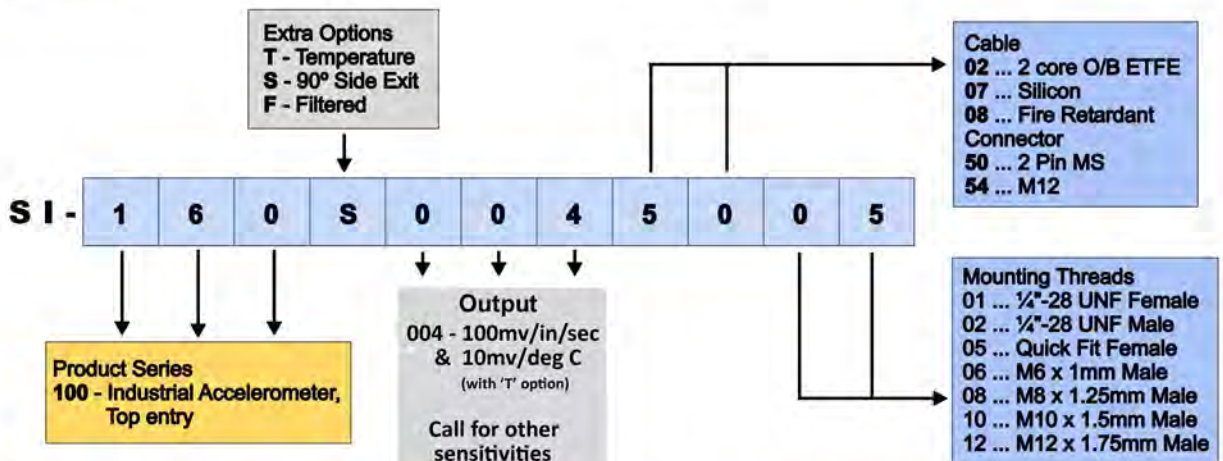 Extra Options
T - Temperature
S - 90º Side Exit
F - Filtered
Cable
02 ... 2 core O/B ETFE
07 ... Silicon
08 ... Fire Retardant
Connector
50 ... 2 Pin MS
54 ... M12
SI- 1 6 0 S 0 0 4 5 0 0 5
Product Series
100 - Industrial Accelerometer,
Top entry
Output
004 - 100mv/in/sec
& 10mv/deg C
(with 'T' option)
Call for other
sensitivities
Mounting Threads
01 ... ¼"-28 UNF Female
02 ... ¼"-28 UNF Male
05 ... Quick Fit Female
06 ... M6 x 1mm Male
08 ... M8 x 1.25mm Male
10 ... M10 x 1.5mm Male
12 ... M12 x 1.75mm Male